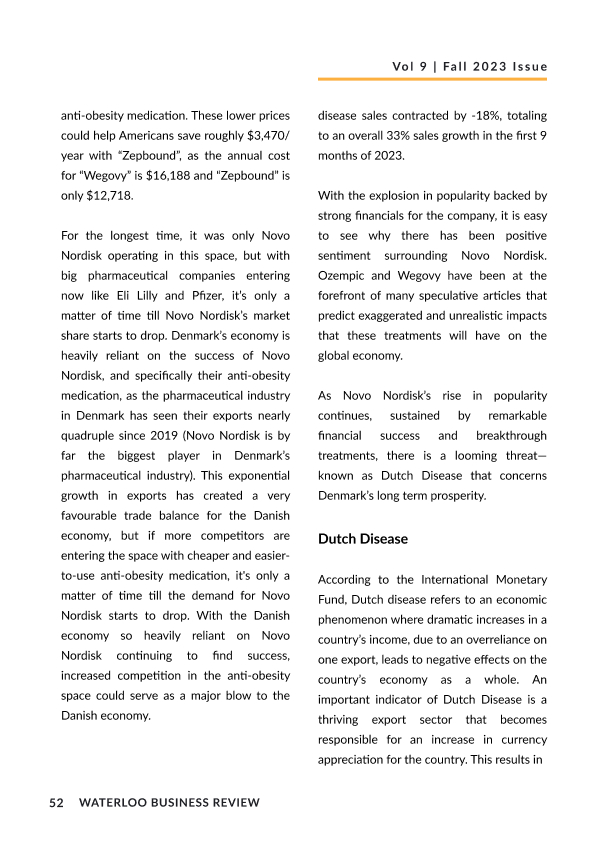 Vol 9 | Fall 2023 Issue
anti-obesity medication. These lower prices
could help Americans save roughly $3,470/
year with “Zepbound”, as the annual cost
for “Wegovy” is $16,188 and “Zepbound” is
only $12,718.
For the longest time, it was only Novo
Nordisk operating in this space, but with
big pharmaceutical companies entering
now like Eli Lilly and Pfizer, it’s only a
matter of time till Novo Nordisk’s market
share starts to drop. Denmark’s economy is
heavily reliant on the success of Novo
Nordisk, and specifically their anti-obesity
medication, as the pharmaceutical industry
in Denmark has seen their exports nearly
quadruple since 2019 (Novo Nordisk is by
far the biggest player in Denmark’s
pharmaceutical industry). This exponential
growth in exports has created a very
favourable trade balance for the Danish
economy, but if more competitors are
entering the space with cheaper and easier-
to-use anti-obesity medication, it's only a
matter of time till the demand for Novo
Nordisk starts to drop. With the Danish
economy so heavily reliant on Novo
Nordisk continuing to find success,
increased competition in the anti-obesity
space could serve as a major blow to the
Danish economy.
disease sales contracted by -18%, totaling
to an overall 33% sales growth in the first 9
months of 2023.
With the explosion in popularity backed by
strong financials for the company, it is easy
to see why there has been positive
sentiment surrounding Novo Nordisk.
Ozempic and Wegovy have been at the
forefront of many speculative articles that
predict exaggerated and unrealistic impacts
that these treatments will have on the
global economy.
As Novo Nordisk’s rise in popularity
continues, sustained by remarkable
financial success and breakthrough
treatments, there is a looming threat—
known as Dutch Disease that concerns
Denmark’s long term prosperity.
Dutch Disease
According to the International Monetary
Fund, Dutch disease refers to an economic
phenomenon where dramatic increases in a
country’s income, due to an overreliance on
one export, leads to negative effects on the
country’s economy as a whole. An
important indicator of Dutch Disease is a
thriving export sector that becomes
responsible for an increase in currency
appreciation for the country. This results in
52 WATERLOO BUSINESS REVIEW